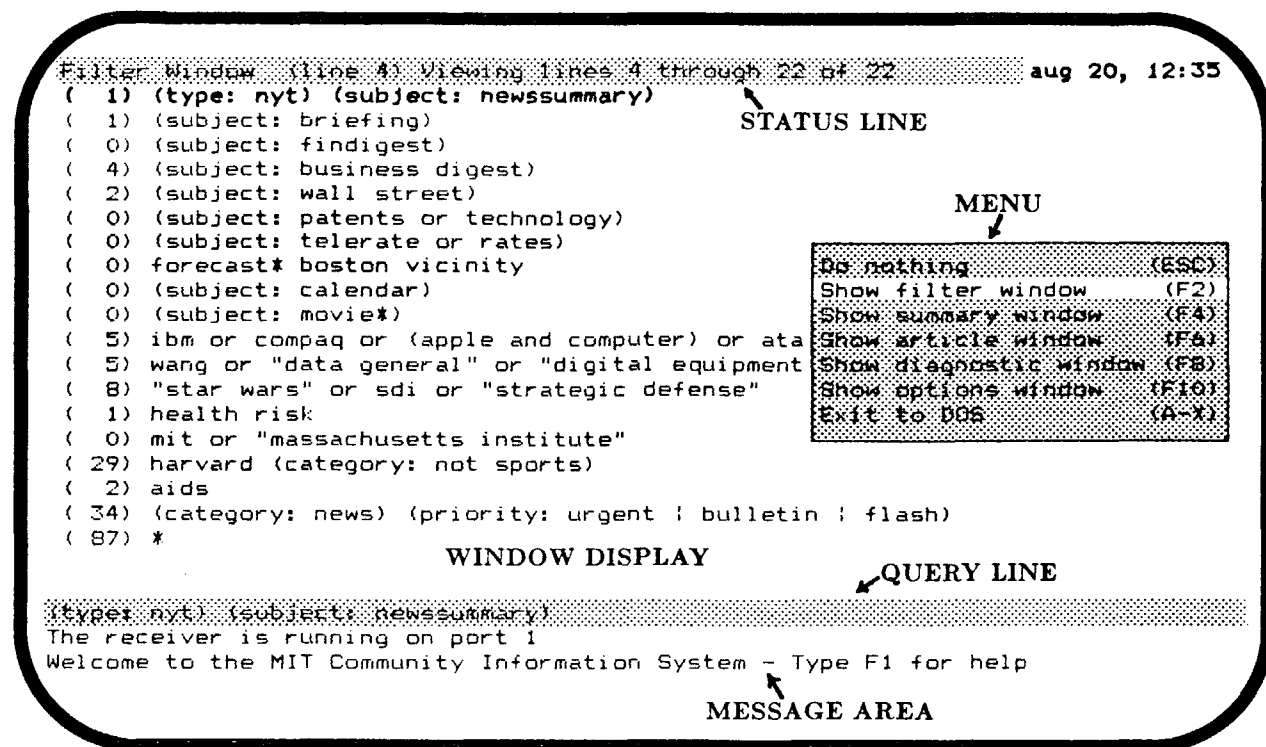 Filter Window (line 4) Viewing lines 4 through 22 of 22 aug 20, 12:35
( 1) (type: nyt) (subject: newssummary)
( 1) (subject: briefing)
STATUS LINE
( 0) (subject: findigest)
( 4) (subject: business digest)
( 2) (subject: wall street)
MENU
( 0) (subject: patents or technology)
( 0) (subject: telerate or rates)
( 0) forecast* boston vicinity
( 0) (subject: calendar)
( 0) (subject: movie*)
( 5) ibm or compaq or (apple and computer) or ata
( 5) wang or "data general" or "digital equipment
( 8) "star wars" or sdi or "strategic defense"
( 1) health risk
( 0) mit or "massachusetts institute"
( 29) harvard (category: not sports)
( 2) aids
( 34) (category: news) (priority: urgent | bulletin | flash)
( 87) *
Do nothing (ESC)
Show filter window (F2)
Show summary window (F4)
Show article window (F6)
Show diagnostic window (F8)
Show options window (F10)
Exit to DOS (A-X)
WINDOW DISPLAY
QUERY LINE
(type: nyt) (subject: newssummary)
The receiver is running on port 1
Welcome to the MIT Community Information System - Type F1 for help
MESSAGE AREA